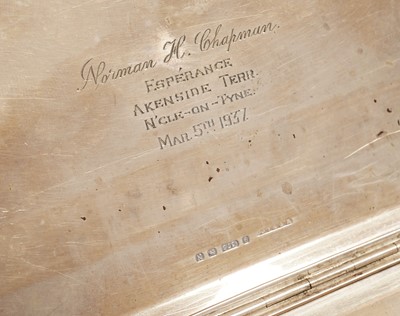 Norman H. Chapman.
ESPÉRANCE
AKENSIDE TERR.
N'CLE-ON-TYNE.
MAR 5TH 1937.